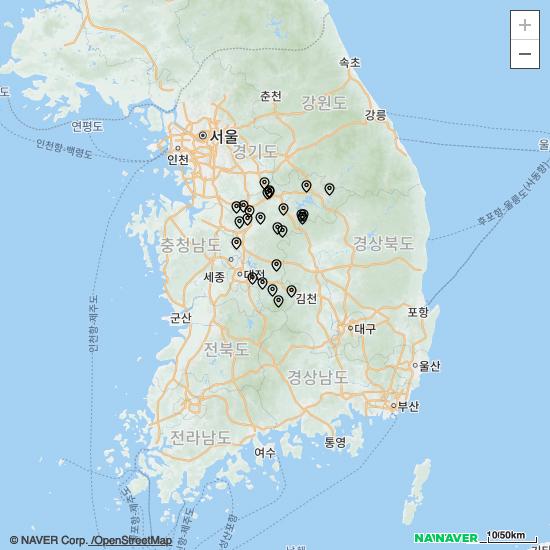 +
−
속초
춘천
강원도
강릉
도
연평도
서울
인천항-백령도
인천
경기도
울
후포항-울릉도(사동항)
충청남도
경상북도
세종
대전
김천
인천항-제주도
군산
포항
대구
전북도
울산
경상남도
부산
전라남도
여수
통영
© NAVER Corp. /OpenStreetMap
NAVER
10/50km